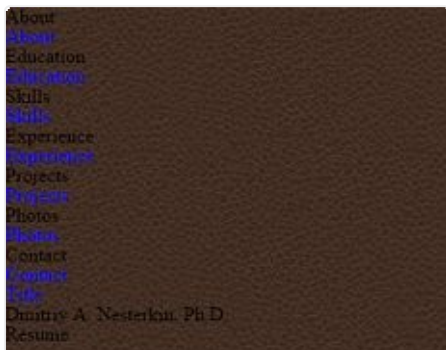 About
About
Education
Education
Skills
Skills
Experience
Experience
Projects
Projects
Photos
Photos
Contact
Contact
Title
Dmitriy A. Nesterkin, Ph.D.
Resume